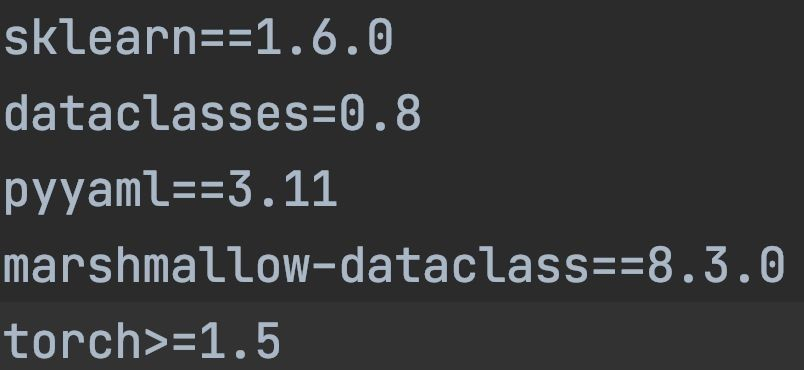 sklearn==1.6.0
dataclasses=0.8
pyyaml==3.11
marshmallow-dataclass==8.3.0
torch>=1.5